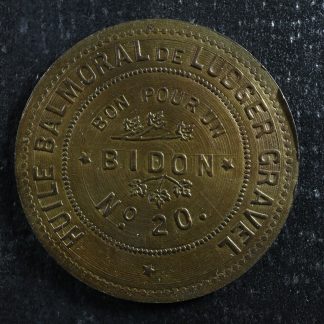 HUILE BALMORAL DE LUDGER GRAVEL
BON POUR UN
BIDON
No. 20.